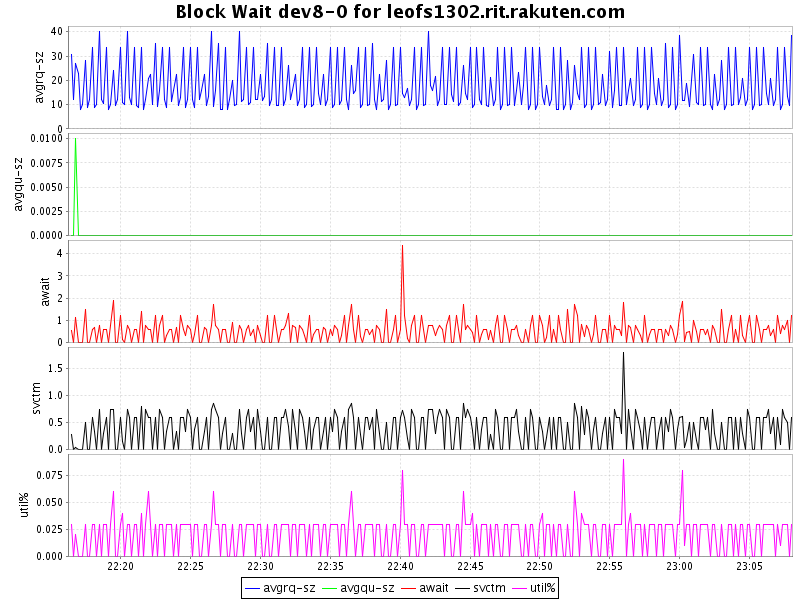 Block Wait dev8-0 for leofs1302.rit.rakuten.com
avgrq-sz
40
30
20
10
0
avgqu-sz
0.0100
0.0075
0.0050
0.0025
0.0000
await
4
3
2
1
0
svctm
1.5
1.0
0.5
0.0
util%
0.075
0.050
0.025
0.000
22:20 22:25 22:30 22:35 22:40 22:45 22:50 22:55 23:00 23:05
avgrq-sz avgqu-sz await svctm util%